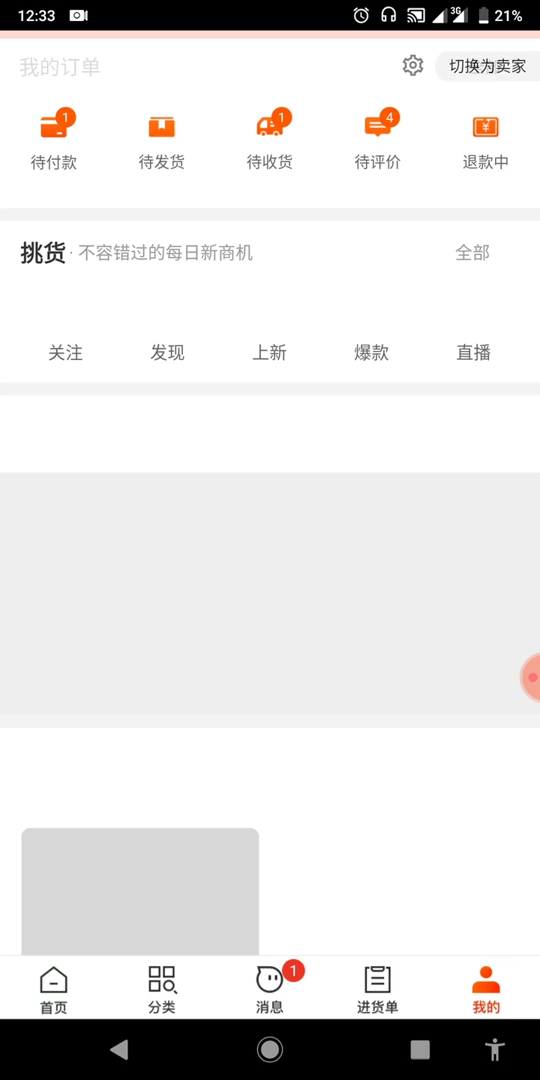 12:33 3G 21%
我的订单 切换为卖家
1 1 4
待付款 待发货 待收货 待评价 退款中
挑货 · 不容错过的每日新商机 全部
关注 发现 上新 爆款 直播
1
首页 分类 消息 进货单 我的